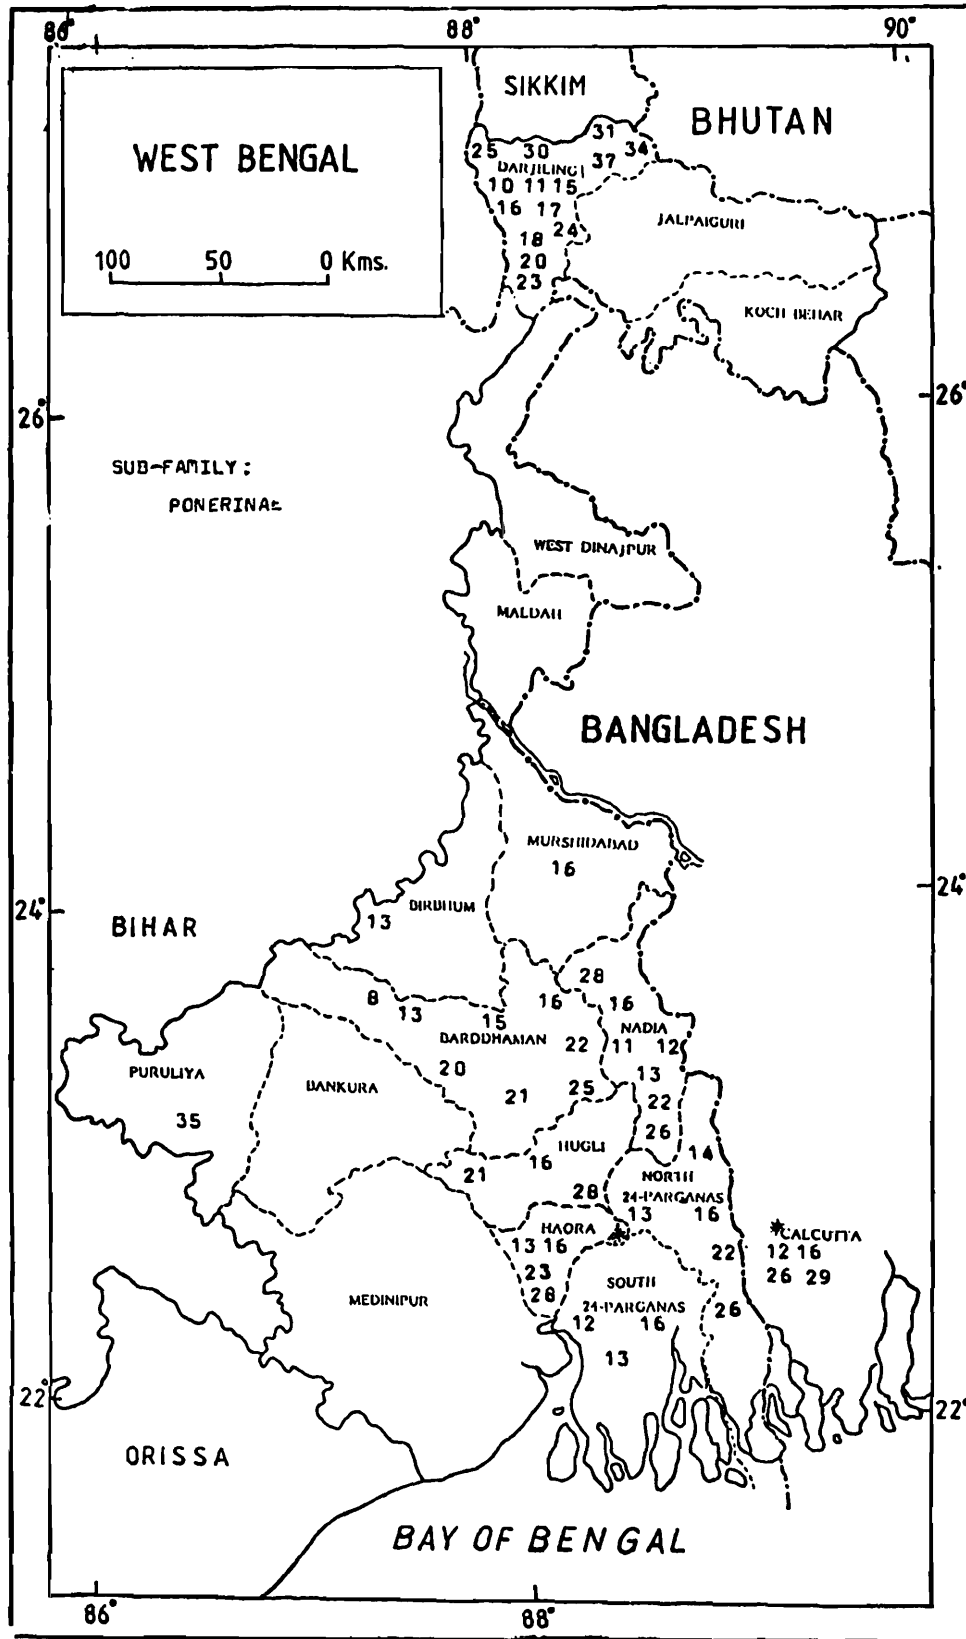 86° 88° 90°
SIKKIM
BHUTAN
WEST BENGAL
31
25 30 34
DARJILING 37
10 11 15
16 17
JALPAIGURI
24
18
20
23
100 50 0 Kms.
KOCH BEHAR
26° 26°
SUB-FAMILY:
PONERINAE
WEST DINAJPUR
MALDAH
BANGLADESH
MURSHIDABAD
16
24° 24°
BIRBHUM
13
BIHAR
28
8 16 16
13 15
NADIA
BARDDHAMAN 22 11 12
20 13
PURULIYA
BANKURA
21 25 22
35
26
HUGLI
16 14
21
NORTH
28 24-PARGANAS
13 16
HAORA
13 16
CALCUTTA
22 12 16
23 26 29
28
SOUTH
24-PARGANAS 26
12 16
MEDINIPUR
13
22° 22°
ORISSA
BAY OF BENGAL
86° 88°